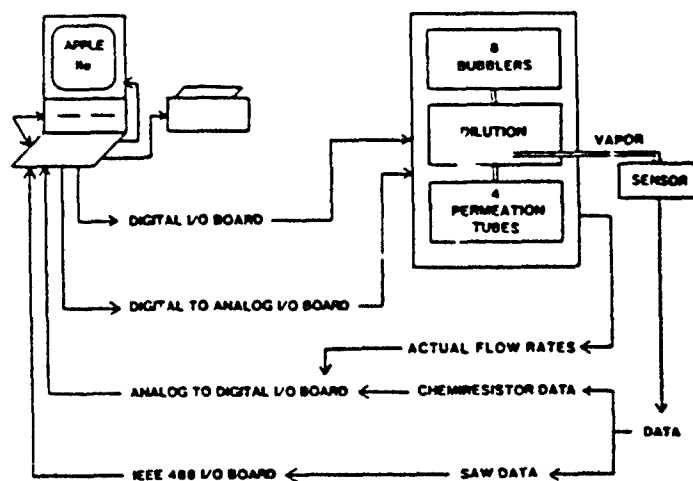 APPLE
IIe
8
BUBBLERS
DILUTION
VAPOR
SENSOR
4
PERMEATION
TUBES
DIGITAL I/O BOARD
DIGITAL TO ANALOG I/O BOARD
ACTUAL FLOW RATES
ANALOG TO DIGITAL I/O BOARD
CHEMIRESISTOR DATA
DATA
IEEE 488 I/O BOARD
SAW DATA